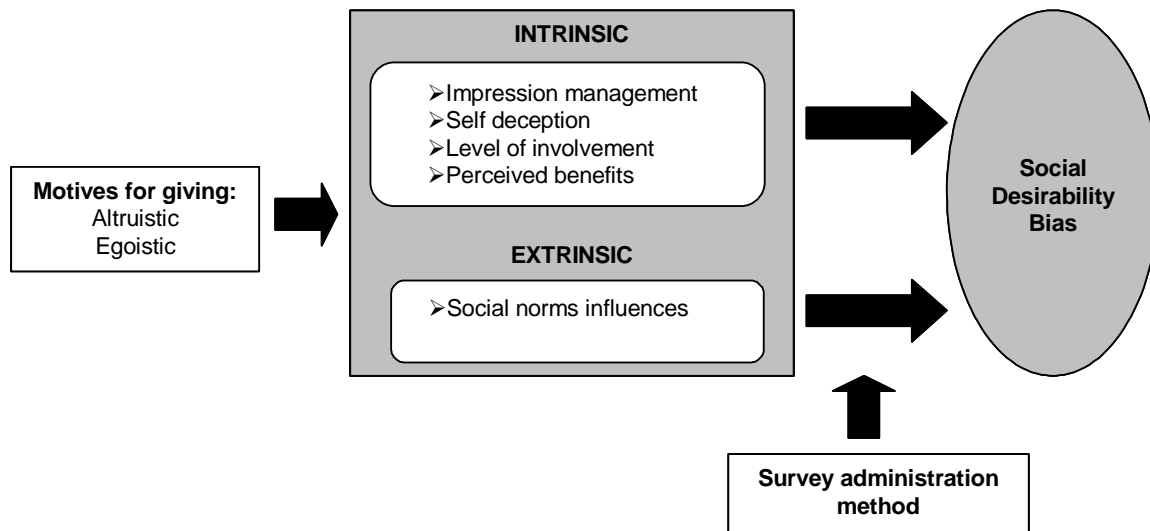 Motives for giving:
Altruistic
Egoistic
INTRINSIC
➢Impression management
➢Self deception
➢Level of involvement
➢Perceived benefits
EXTRINSIC
➢Social norms influences
Social
Desirability
Bias
Survey administration
method